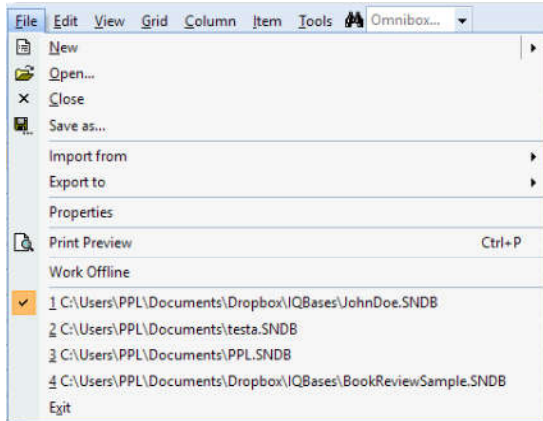 File Edit View Grid Column Item Tools Omnibox...
New
Open...
Close
Save as...
Import from
Export to
Properties
Print Preview Ctrl+P
Work Offline
1 C:\Users\PPL\Documents\Dropbox\IQBases\JohnDoe.SNDB
2 C:\Users\PPL\Documents\testa.SNDB
3 C:\Users\PPL\Documents\PPL.SNDB
4 C:\Users\PPL\Documents\Dropbox\IQBases\BookReviewSample.SNDB
Exit